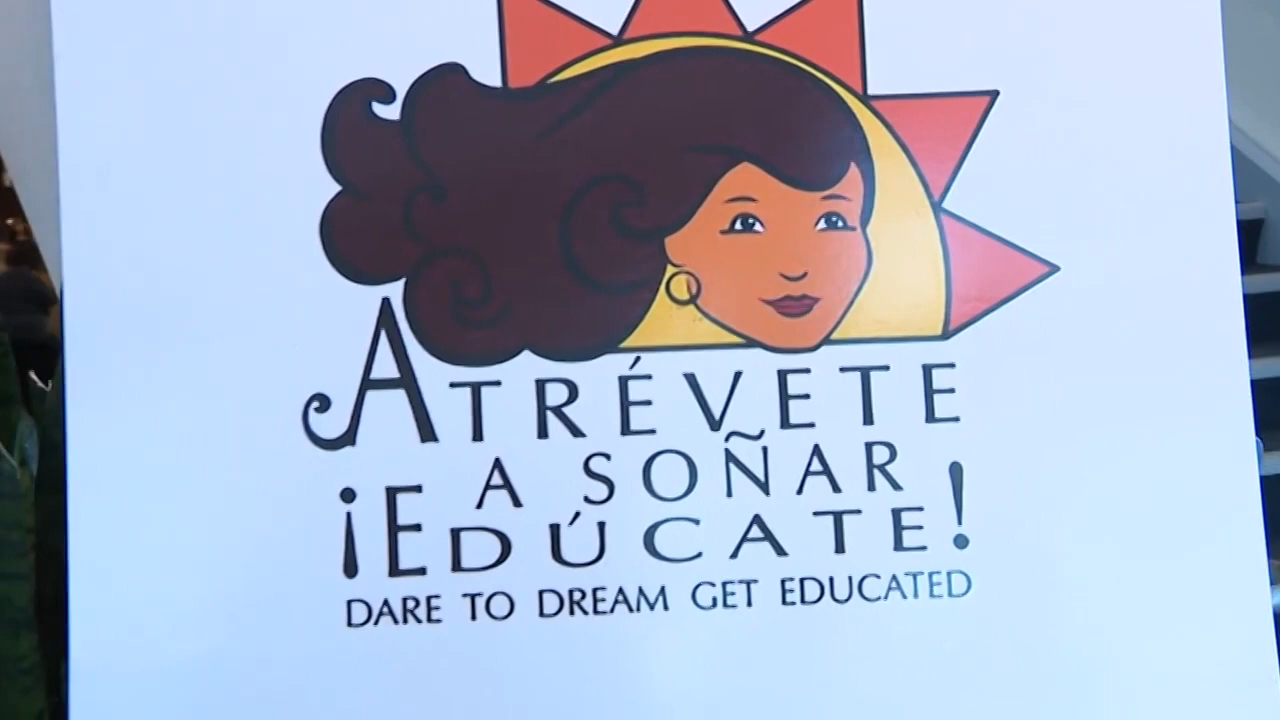 ATRÉVETE
A SOÑAR
¡EDÚCATE!
DARE TO DREAM GET EDUCATED